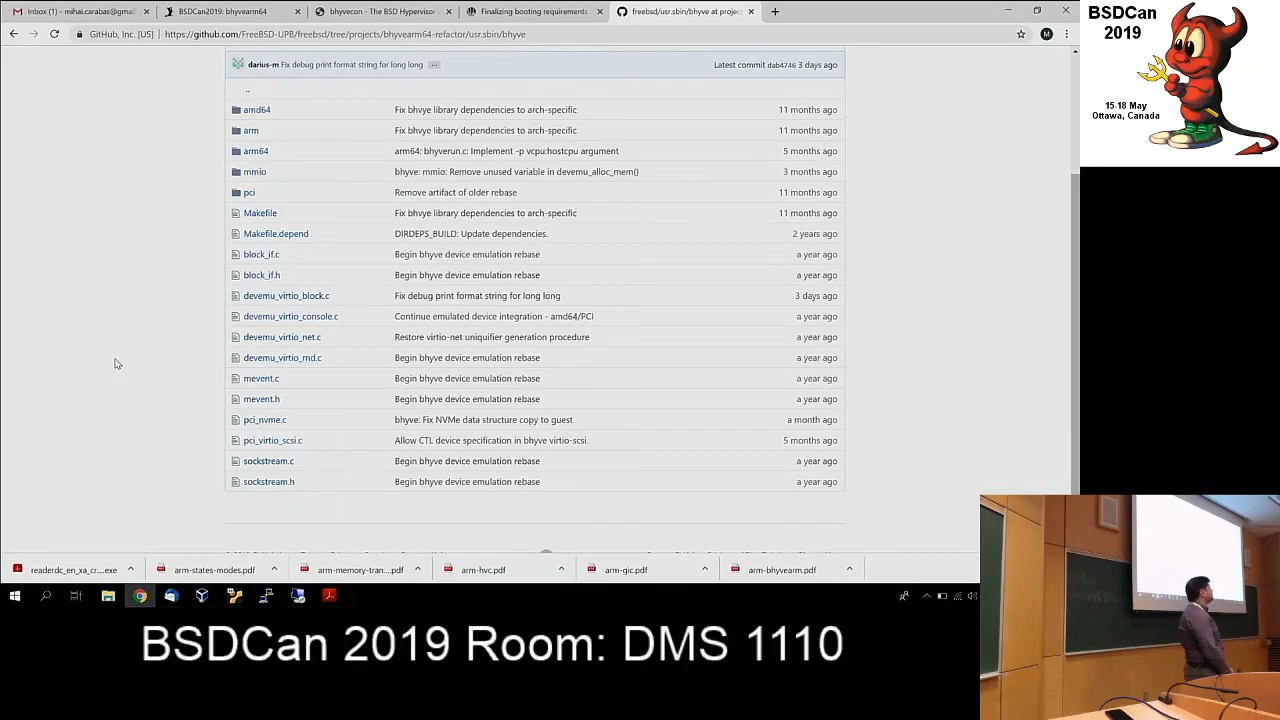 Inbox (1) - mihai.carabas@gmai
BSDCan2019: bhyvearm64
bhyvecon - The BSD Hypervisor
Finalizing booting requirements
freebsd/usr.sbin/bhyve at projec
GitHub, Inc. [US] | https://github.com/FreeBSD-UPB/freebsd/tree/projects/bhyvearm64-refactor/usr.sbin/bhyve
M
darius-m Fix debug print format string for long long ...
Latest commit dab4746 3 days ago
..
amd64 Fix bhvye library dependencies to arch-specific 11 months ago
arm Fix bhvye library dependencies to arch-specific 11 months ago
arm64 arm64: bhyverun.c: Implement -p vcpu:hostcpu argument 5 months ago
mmio bhyve: mmio: Remove unused variable in devemu_alloc_mem() 3 months ago
pci Remove artifact of older rebase 11 months ago
Makefile Fix bhvye library dependencies to arch-specific 11 months ago
Makefile.depend DIRDEPS_BUILD: Update dependencies. 2 years ago
block_if.c Begin bhyve device emulation rebase a year ago
block_if.h Begin bhyve device emulation rebase a year ago
devemu_virtio_block.c Fix debug print format string for long long 3 days ago
devemu_virtio_console.c Continue emulated device integration - amd64/PCI a year ago
devemu_virtio_net.c Restore virtio-net uniquifier generation procedure a year ago
devemu_virtio_rnd.c Begin bhyve device emulation rebase a year ago
mevent.c Begin bhyve device emulation rebase a year ago
mevent.h Begin bhyve device emulation rebase a year ago
pci_nvme.c bhyve: Fix NVMe data structure copy to guest a month ago
pci_virtio_scsi.c Allow CTL device specification in bhyve virtio-scsi. 5 months ago
sockstream.c Begin bhyve device emulation rebase a year ago
sockstream.h Begin bhyve device emulation rebase a year ago
readerdc_en_xa_cr....exe
arm-states-modes.pdf
arm-memory-tran....pdf
arm-hvc.pdf
arm-gic.pdf
arm-bhyvearm.pdf
BSDCan
2019
15-18 May
Ottawa, Canada
BSDCan 2019 Room: DMS 1110